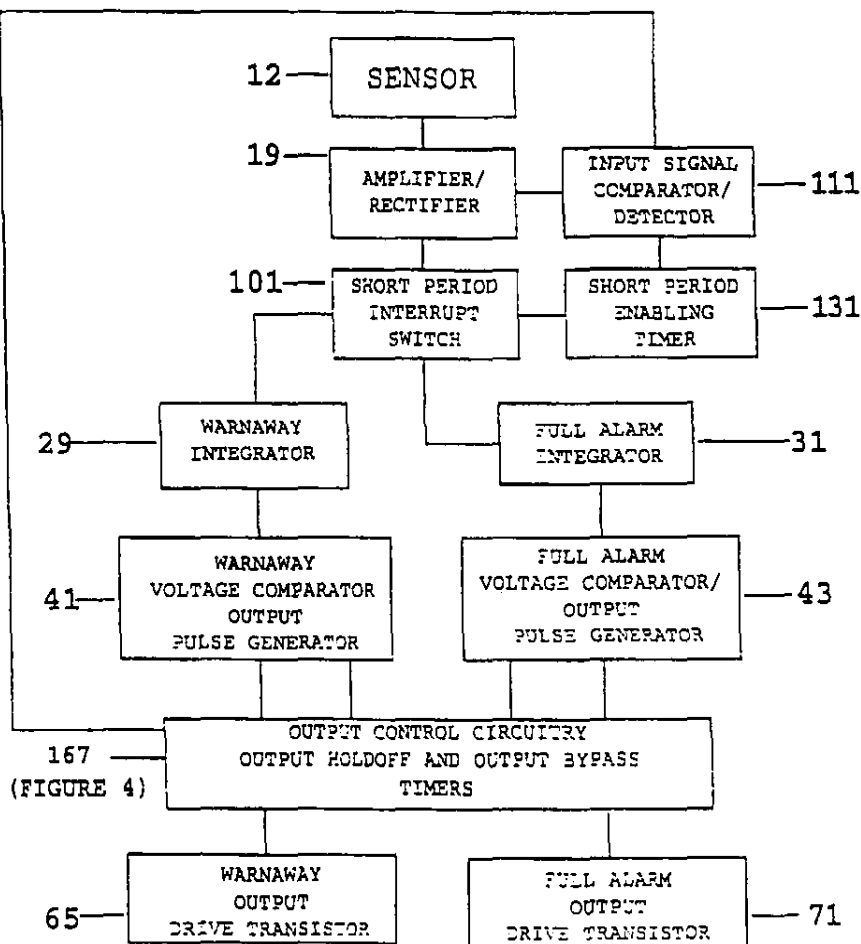 12
SENSOR
19
AMPLIFIER/
RECTIFIER
INPUT SIGNAL
COMPARATOR/
DETECTOR
111
101
SHORT PERIOD
INTERRUPT
SWITCH
SHORT PERIOD
ENABLING
TIMER
131
29
WARNAWAY
INTEGRATOR
FULL ALARM
INTEGRATOR
31
41
WARNAWAY
VOLTAGE COMPARATOR
OUTPUT
PULSE GENERATOR
FULL ALARM
VOLTAGE COMPARATOR/
OUTPUT
PULSE GENERATOR
43
167
(FIGURE 4)
OUTPUT CONTROL CIRCUITRY
OUTPUT HOLDOFF AND OUTPUT BYPASS
TIMERS
65
WARNAWAY
OUTPUT
DRIVE TRANSISTOR
FULL ALARM
OUTPUT
DRIVE TRANSISTOR
71